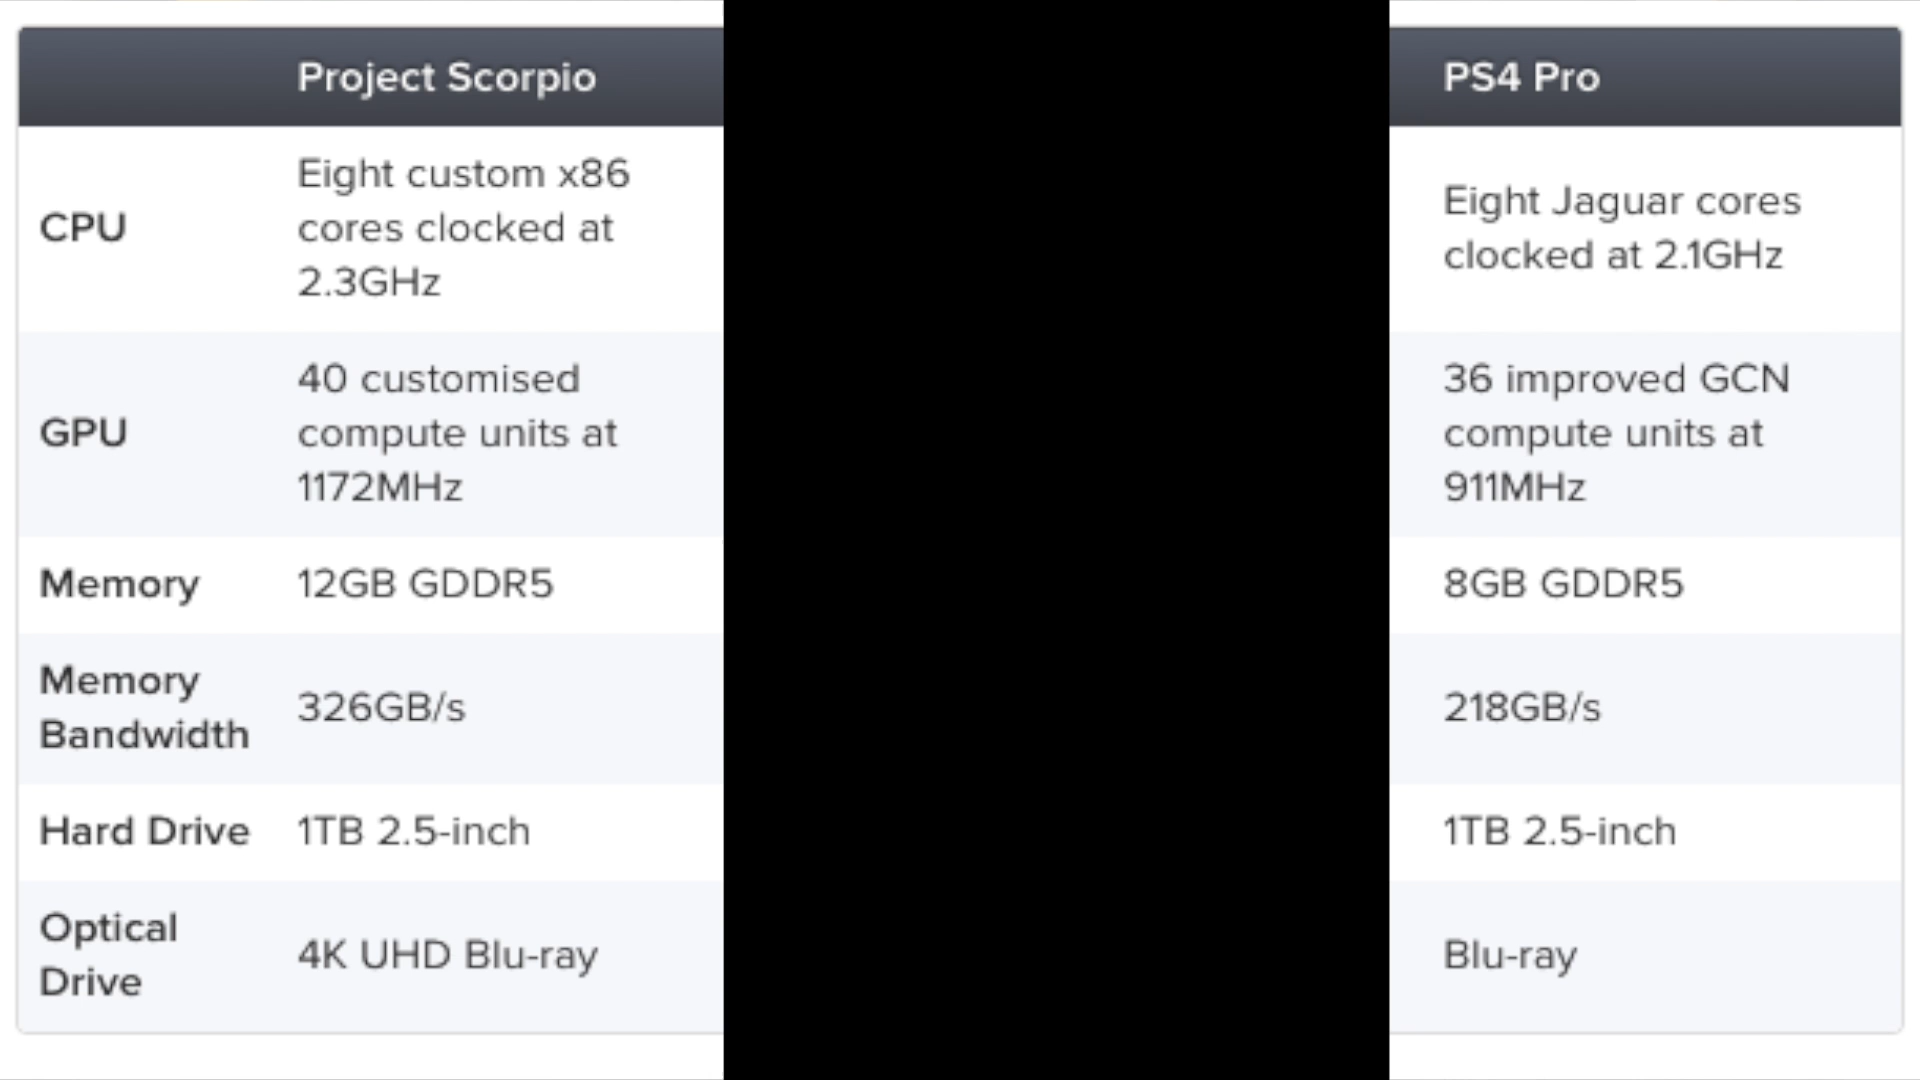 Project Scorpio PS4 Pro
CPU
Eight custom x86
cores clocked at
2.3GHz
Eight Jaguar cores
clocked at 2.1GHz
GPU
40 customised
compute units at
1172MHz
36 improved GCN
compute units at
911MHz
Memory 12GB GDDR5 8GB GDDR5
Memory
Bandwidth
326GB/s
218GB/s
Hard Drive 1TB 2.5-inch 1TB 2.5-inch
Optical
Drive
4K UHD Blu-ray
Blu-ray